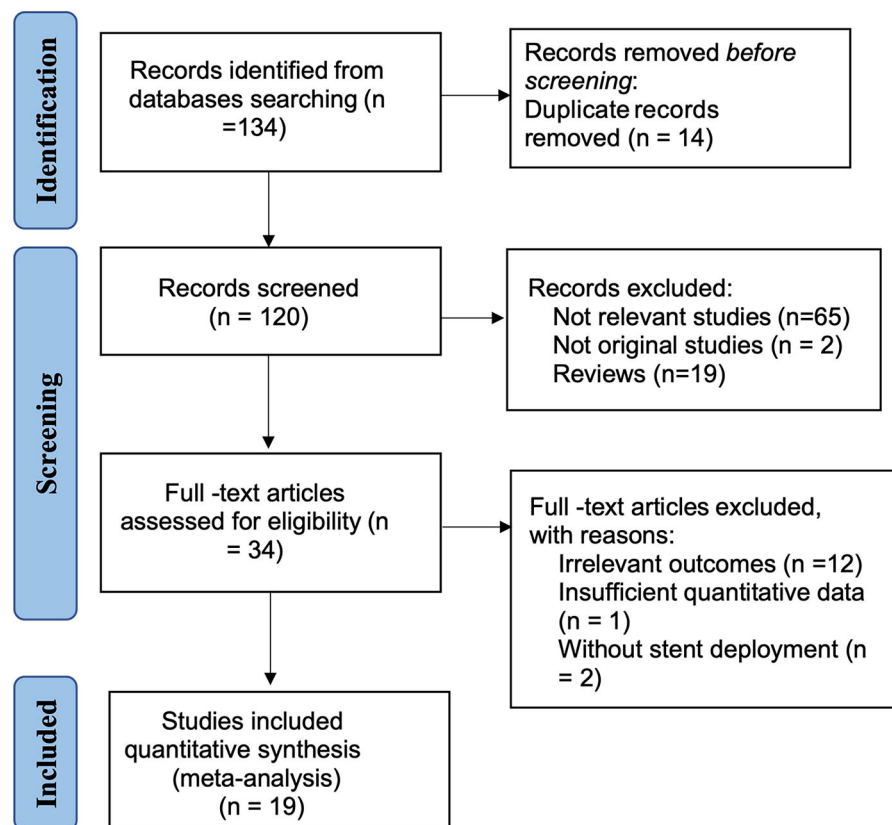 Identification
Records identified from
databases searching (n
=134)
Records removed before
screening:
Duplicate records
removed (n = 14)
Screening
Records screened
(n = 120)
Records excluded:
Not relevant studies (n=65)
Not original studies (n = 2)
Reviews (n=19)
Full -text articles
assessed for eligibility (n
= 34)
Full -text articles excluded,
with reasons:
Irrelevant outcomes (n =12)
Insufficient quantitative data
(n = 1)
Without stent deployment (n
= 2)
Included
Studies included
quantitative synthesis
(meta-analysis)
(n = 19)